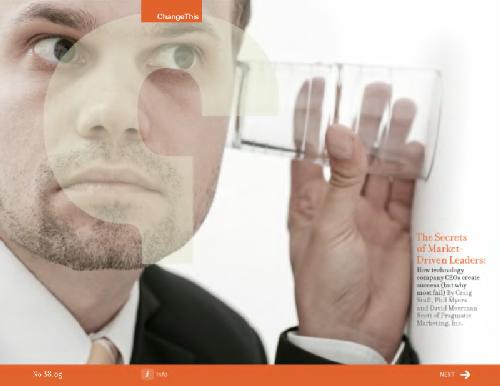 ChangeThis
The Secrets
of Market-
Driven Leaders:
How technology
company CEOs create
success (but why
most fail) By Craig
Stull, Phil Myers
and David Meerman
Scott of Pragmatic
Marketing, Inc.
No 38.05
i Info
NEXT